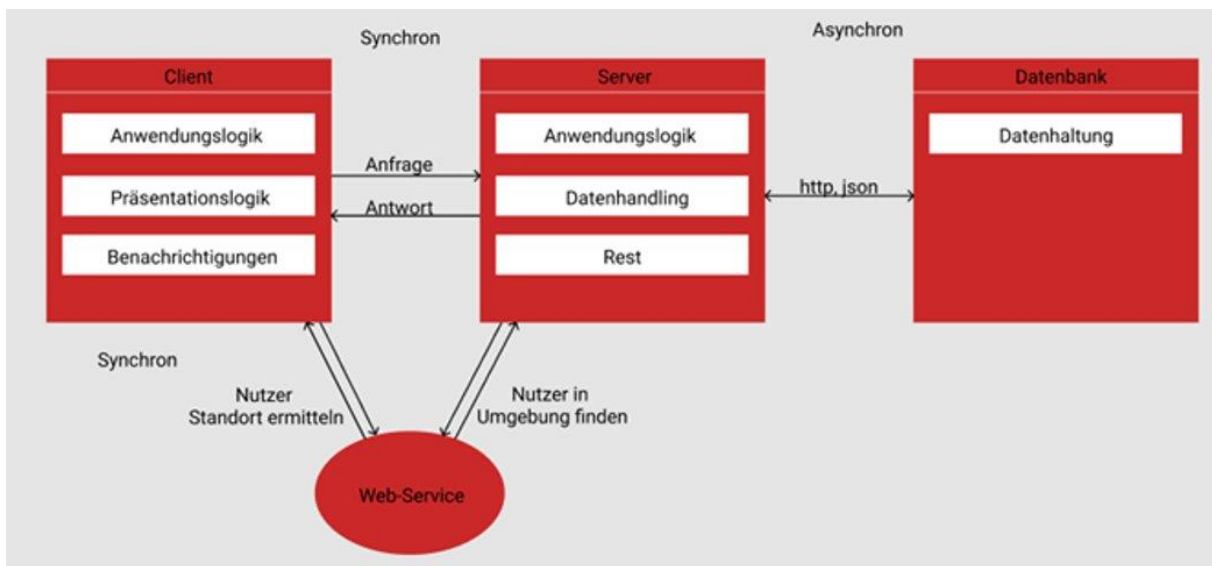 Synchron
Asynchron
Client
Server
Datenbank
Anwendungslogik
Anwendungslogik
Datenhaltung
Anfrage
Präsentationslogik
Datenhandling
http, json
Antwort
Benachrichtigungen
Rest
Synchron
Nutzer
Standort ermitteln
Nutzer in
Umgebung finden
Web-Service